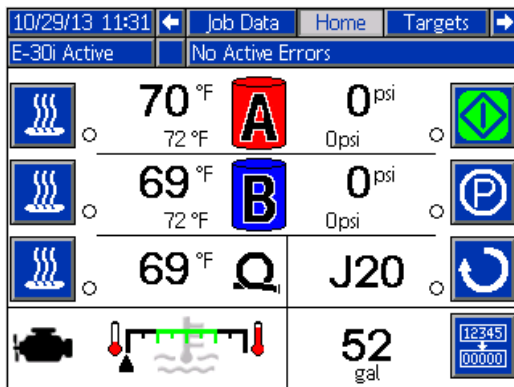 10/29/13 11:31 Job Data Home Targets
E-30i Active No Active Errors
70 °F A 0 psi
72 °F 0psi
69 °F B 0 psi
72 °F 0psi
P
69 °F J20
52
gal
12345
00000